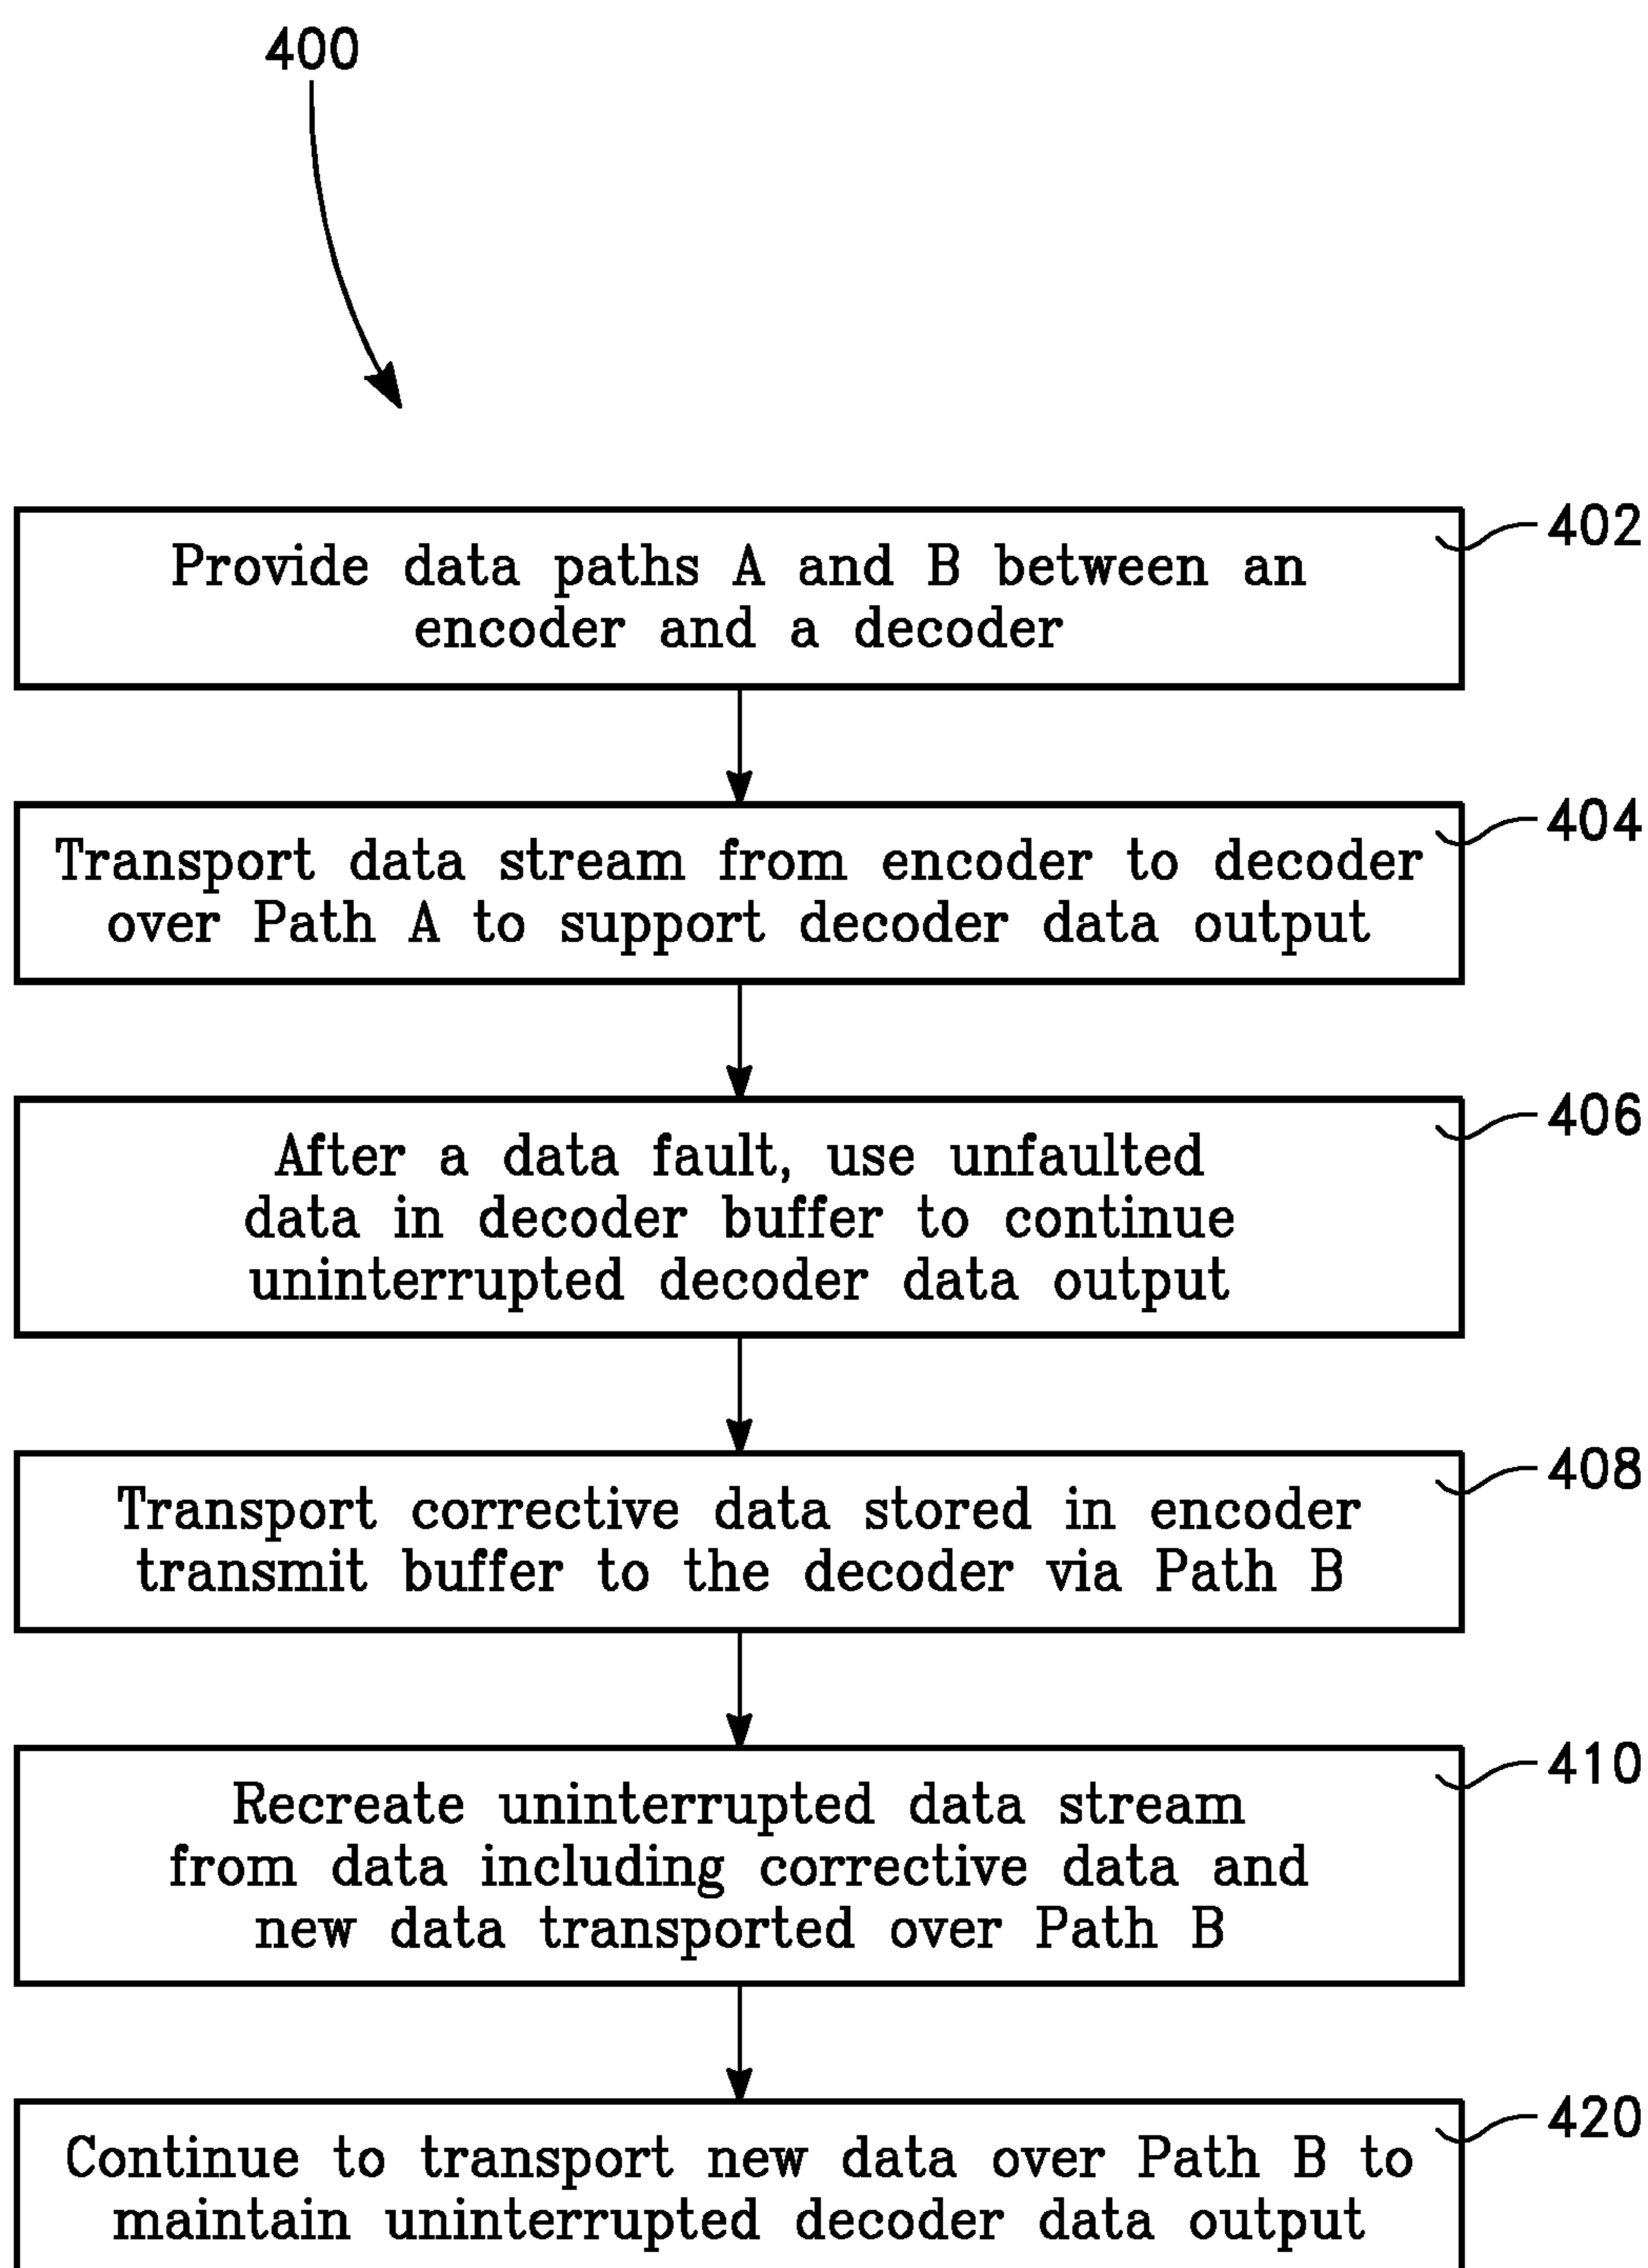 400
402
Provide data paths A and B between an
encoder and a decoder
404
Transport data stream from encoder to decoder
over Path A to support decoder data output
406
After a data fault, use unfaulted
data in decoder buffer to continue
uninterrupted decoder data output
408
Transport corrective data stored in encoder
transmit buffer to the decoder via Path B
410
Recreate uninterrupted data stream
from data including corrective data and
new data transported over Path B
420
Continue to transport new data over Path B to
maintain uninterrupted decoder data output